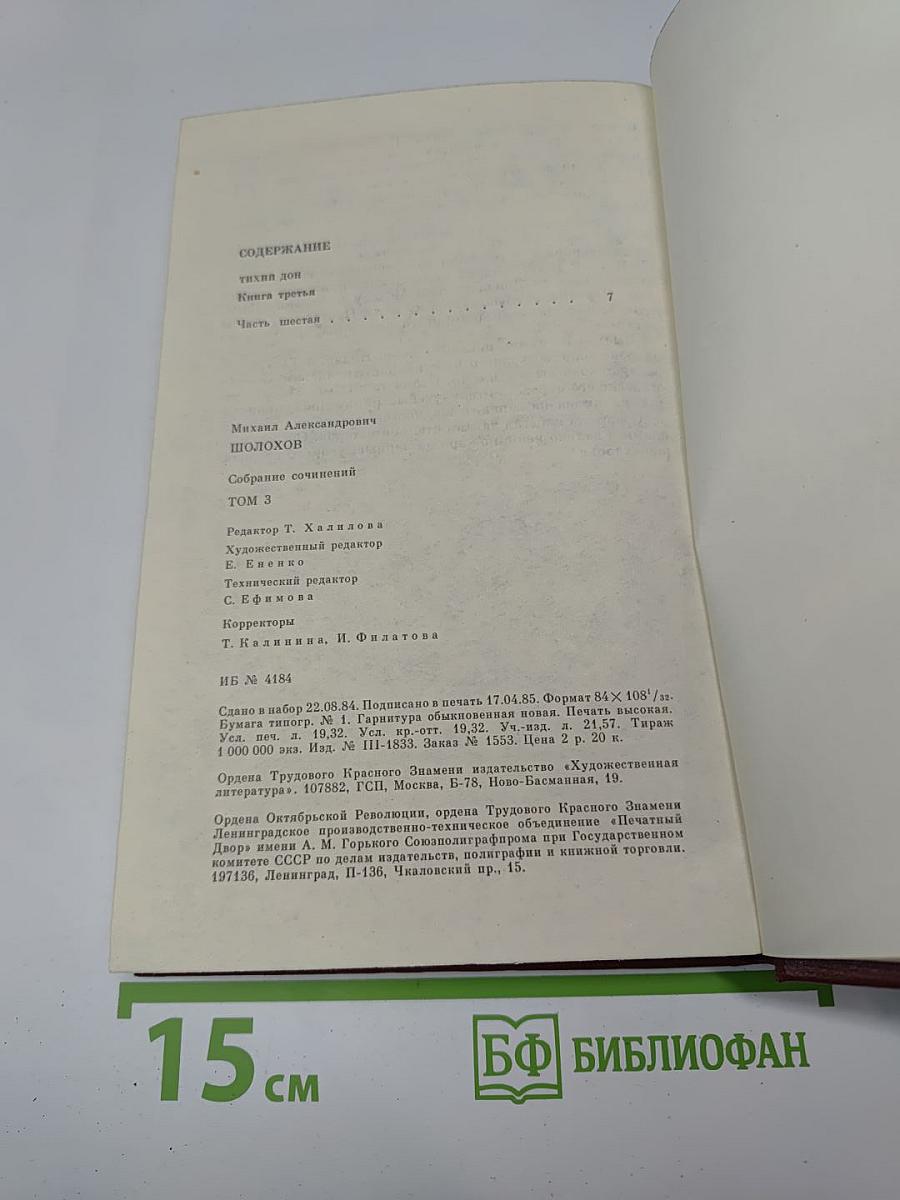 СОДЕРЖАНИЕ
ТИХИЙ ДОН
Книга третья
Часть шестая . . . . . . . . . . . . . . . 7
Михаил Александрович
ШОЛОХОВ
Собрание сочинений
ТОМ 3
Редактор Т. Халилова
Художественный редактор
Е. Ененко
Технический редактор
С. Ефимова
Корректоры
Т. Калинина, И. Филатова
ИБ № 4184
Сдано в набор 22.08.84. Подписано в печать 17.04.85. Формат 84×108¹/₃₂.
Бумага типогр. № 1. Гарнитура обыкновенная новая. Печать высокая.
Усл. печ. л. 19,32. Усл. кр.-отт. 19,32. Уч.-изд. л. 21,57. Тираж
1 000 000 экз. Изд. № III-1833. Заказ № 1553. Цена 2 р. 20 к.
Ордена Трудового Красного Знамени издательство «Художественная
литература». 107882, ГСП, Москва, Б-78, Ново-Басманная, 19.
Ордена Октябрьской Революции, ордена Трудового Красного Знамени
Ленинградское производственно-техническое объединение «Печатный
Двор» имени А. М. Горького Союзполиграфпрома при Государственном
комитете СССР по делам издательств, полиграфии и книжной торговли.
197136, Ленинград, П-136, Чкаловский пр., 15.
15 см
БФ БИБЛИОФАН